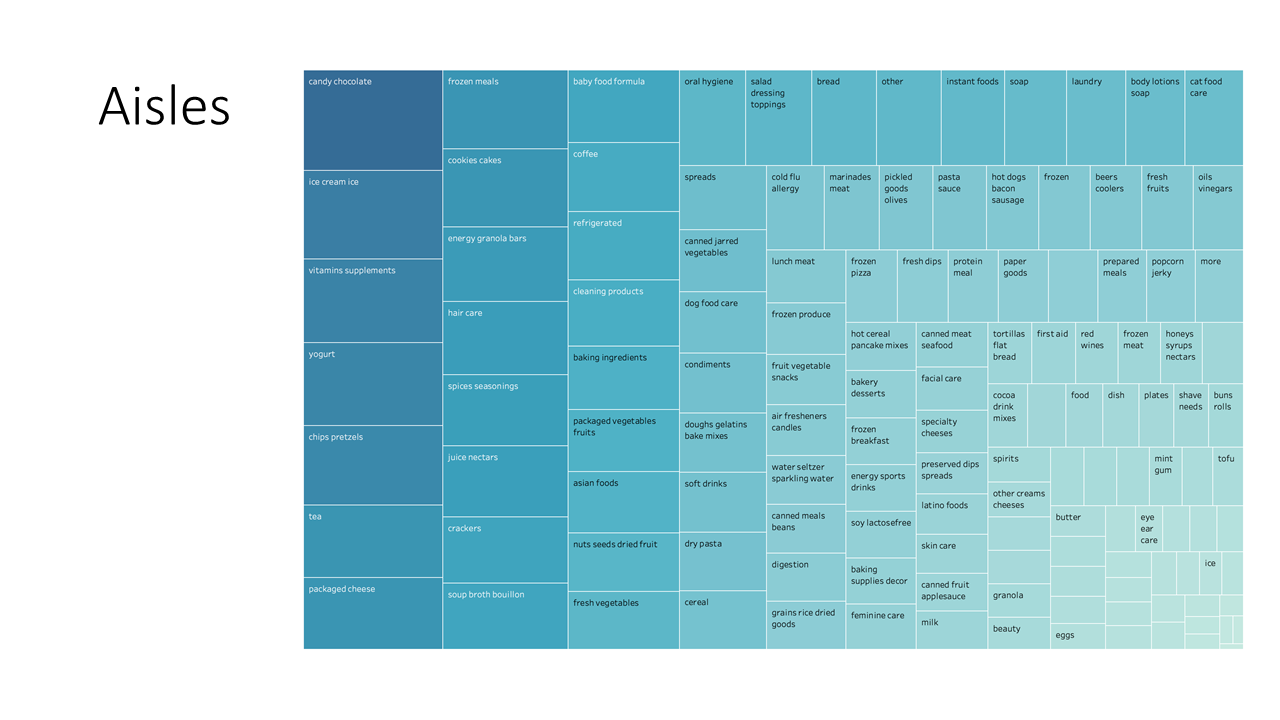 Aisles
candy chocolate
ice cream ice
vitamins supplements
yogurt
chips pretzels
tea
packaged cheese
frozen meals
cookies cakes
energy granola bars
hair care
spices seasonings
juice nectars
crackers
soup broth bouillon
baby food formula
coffee
refrigerated
cleaning products
baking ingredients
packaged vegetables
fruits
asian foods
nuts seeds dried fruit
fresh vegetables
oral hygiene
salad
dressing
toppings
bread
other
instant foods
soap
laundry
body lotions
soap
cat food
care
spreads
canned jarred
vegetables
dog food care
condiments
doughs gelatins
bake mixes
soft drinks
dry pasta
cereal
cold flu
allergy
marinades
meat
pickled
goods
olives
pasta
sauce
hot dogs
bacon
sausage
frozen
beers
coolers
fresh
fruits
oils
vinegars
lunch meat
frozen produce
fruit vegetable
snacks
air fresheners
candles
water seltzer
sparkling water
canned meals
beans
digestion
grains rice dried
goods
frozen
pizza
fresh dips
protein
meal
paper
goods
prepared
meals
popcorn
jerky
more
hot cereal
pancake mixes
bakery
desserts
frozen
breakfast
energy sports
drinks
soy lactosefree
baking
supplies decor
feminine care
canned meat
seafood
facial care
specialty
cheeses
preserved dips
spreads
latino foods
skin care
canned fruit
applesauce
milk
tortillas
flat
bread
first aid
red
wines
frozen
meat
honeys
syrups
nectars
cocoa
drink
mixes
food
dish
plates
shave
needs
buns
rolls
spirits
other creams
cheeses
granola
beauty
mint
gum
tofu
butter
eggs
eye
ear
care
ice